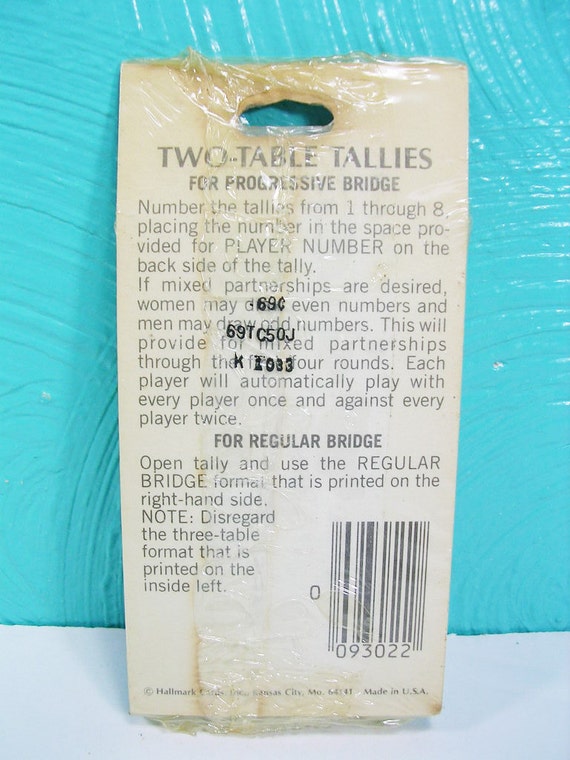 TWO-TABLE TALLIES
FOR PROGRESSIVE BRIDGE
Number the tallies from 1 through 8,
placing the number in the space pro-
vided for PLAYER NUMBER on the
back side of the tally.
If mixed partnerships are desired,
women may draw even numbers and
men may draw odd numbers. This will
provide for mixed partnerships
through the first four rounds. Each
player will automatically play with
every player once and against every
player twice.
69¢
69TC50J
K
FOR REGULAR BRIDGE
Open tally and use the REGULAR
BRIDGE format that is printed on the
right-hand side.
NOTE: Disregard
the three-table
format that is
printed on the
inside left.
0
093022
© Hallmark Cards, Inc., Kansas City, Mo. 64141 Made in U.S.A.